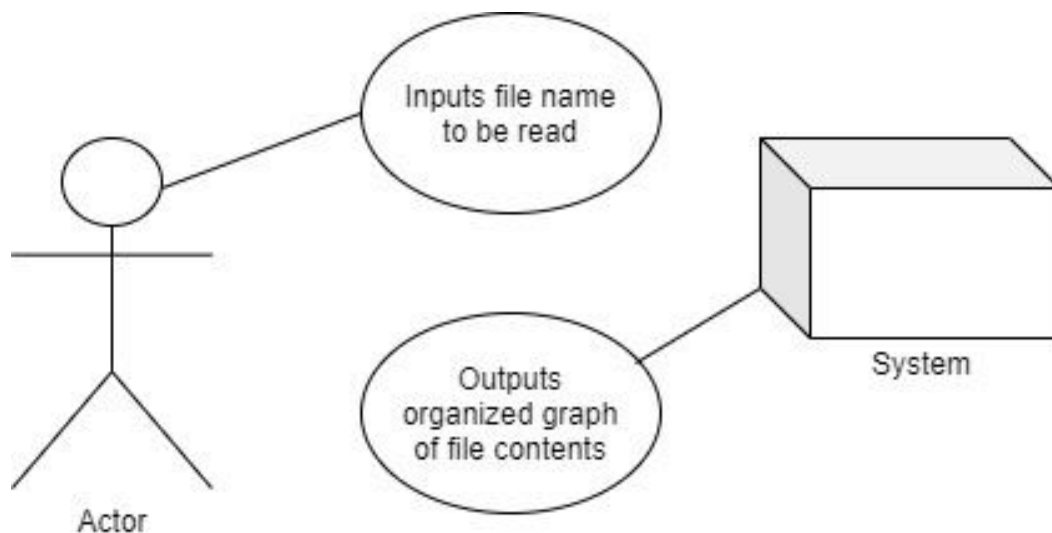 Inputs file name
to be read
System
Outputs
organized graph
of file contents
Actor